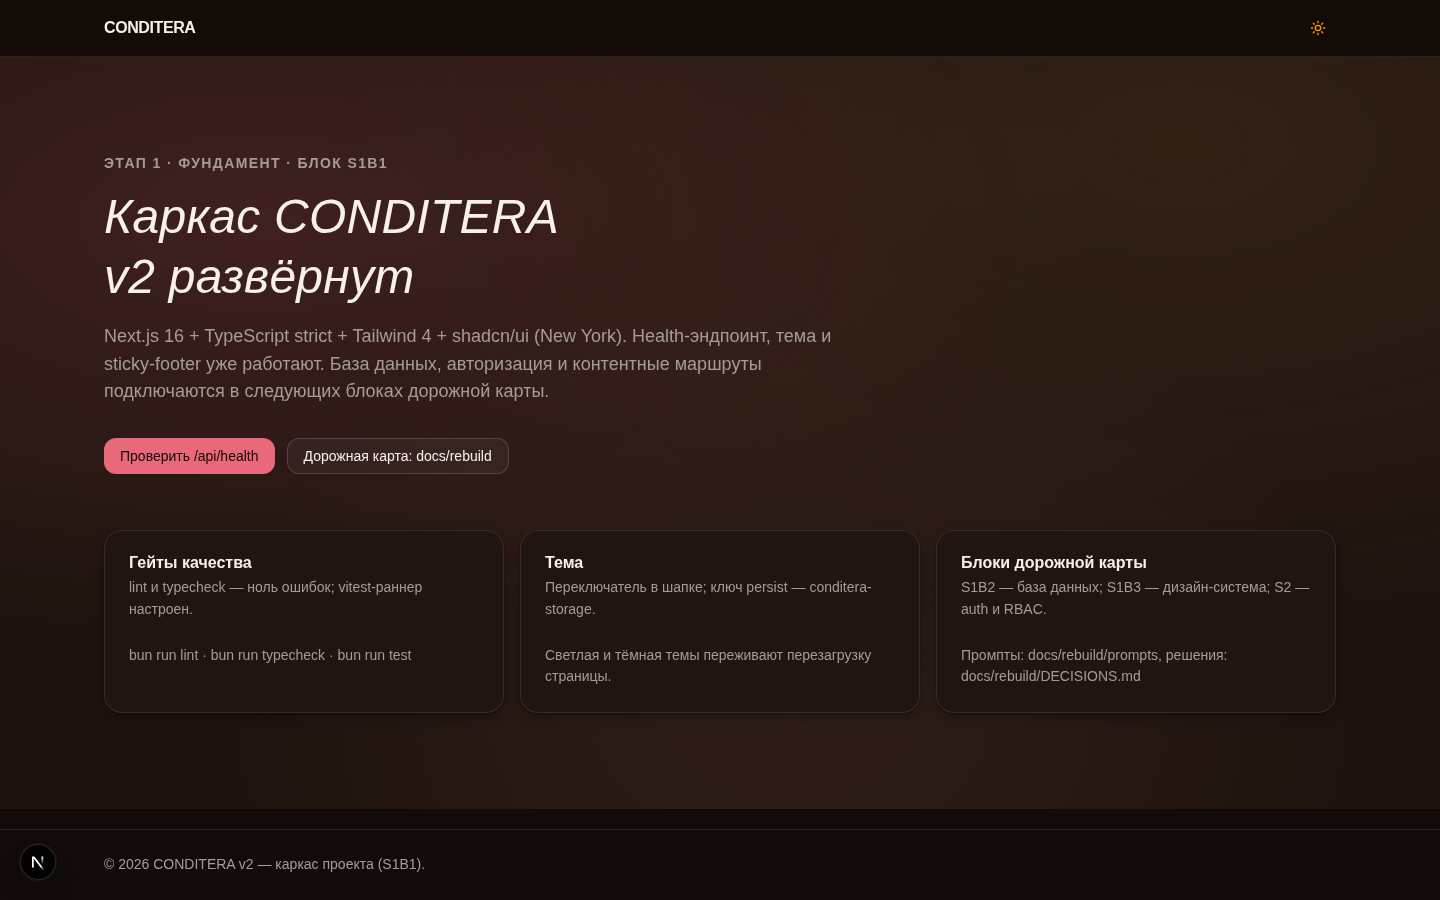 CONDITERA
ЭТАП 1 · ФУНДАМЕНТ · БЛОК S1B1
Каркас CONDITERA
v2 развёрнут
Next.js 16 + TypeScript strict + Tailwind 4 + shadcn/ui (New York). Health-эндпоинт, тема и
sticky-footer уже работают. База данных, авторизация и контентные маршруты
подключаются в следующих блоках дорожной карты.
Проверить /api/health
Дорожная карта: docs/rebuild
Гейты качества
lint и typecheck — ноль ошибок; vitest-раннер
настроен.
bun run lint · bun run typecheck · bun run test
Тема
Переключатель в шапке; ключ persist — conditera-
storage.
Светлая и тёмная темы переживают перезагрузку
страницы.
Блоки дорожной карты
S1B2 — база данных; S1B3 — дизайн-система; S2 —
auth и RBAC.
Промпты: docs/rebuild/prompts, решения:
docs/rebuild/DECISIONS.md
N
© 2026 CONDITERA v2 — каркас проекта (S1B1).